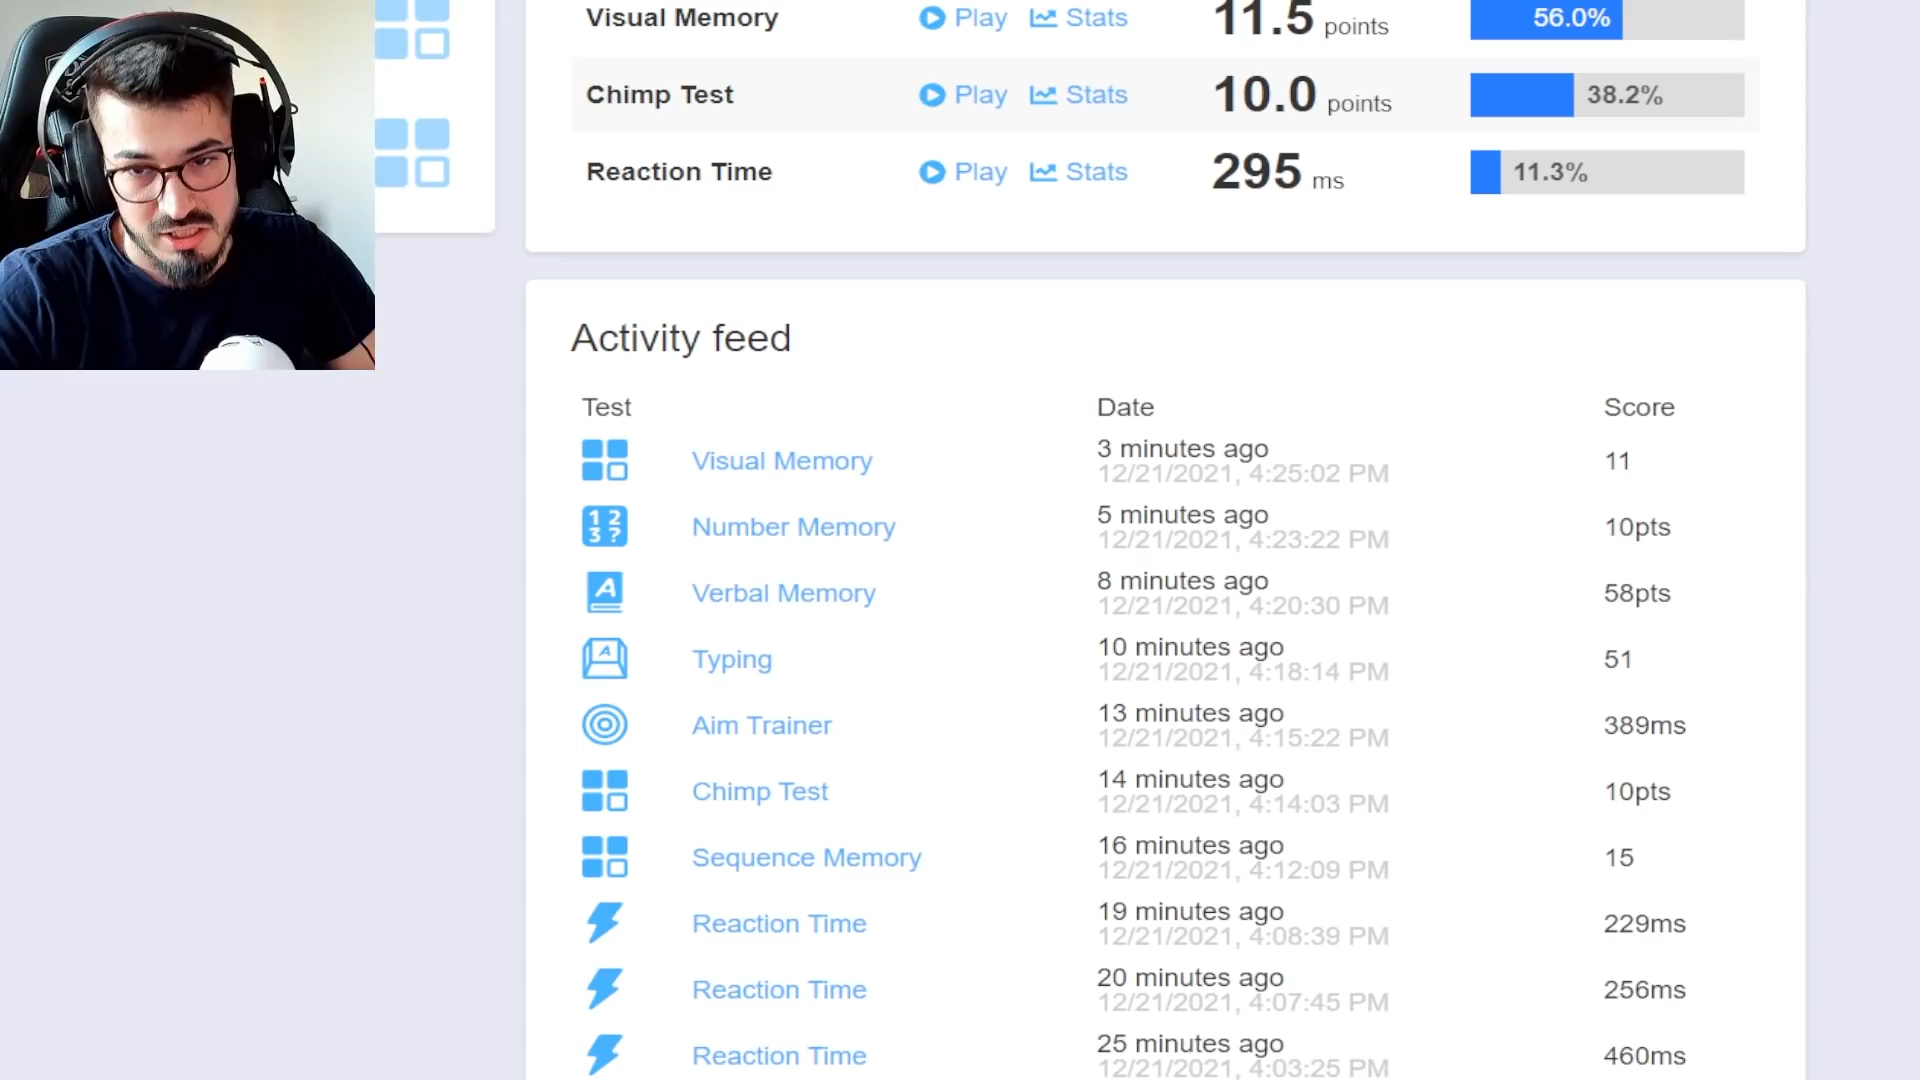 Visual Memory Play Stats 11.5 points 56.0%
Chimp Test Play Stats 10.0 points 38.2%
Reaction Time Play Stats 295 ms 11.3%
Activity feed
Test Date Score
Visual Memory 3 minutes ago 11
12/21/2021, 4:25:02 PM
Number Memory 5 minutes ago 10pts
12/21/2021, 4:23:22 PM
Verbal Memory 8 minutes ago 58pts
12/21/2021, 4:20:30 PM
Typing 10 minutes ago 51
12/21/2021, 4:18:14 PM
Aim Trainer 13 minutes ago 389ms
12/21/2021, 4:15:22 PM
Chimp Test 14 minutes ago 10pts
12/21/2021, 4:14:03 PM
Sequence Memory 16 minutes ago 15
12/21/2021, 4:12:09 PM
Reaction Time 19 minutes ago 229ms
12/21/2021, 4:08:39 PM
Reaction Time 20 minutes ago 256ms
12/21/2021, 4:07:45 PM
Reaction Time 25 minutes ago 460ms
12/21/2021, 4:03:25 PM